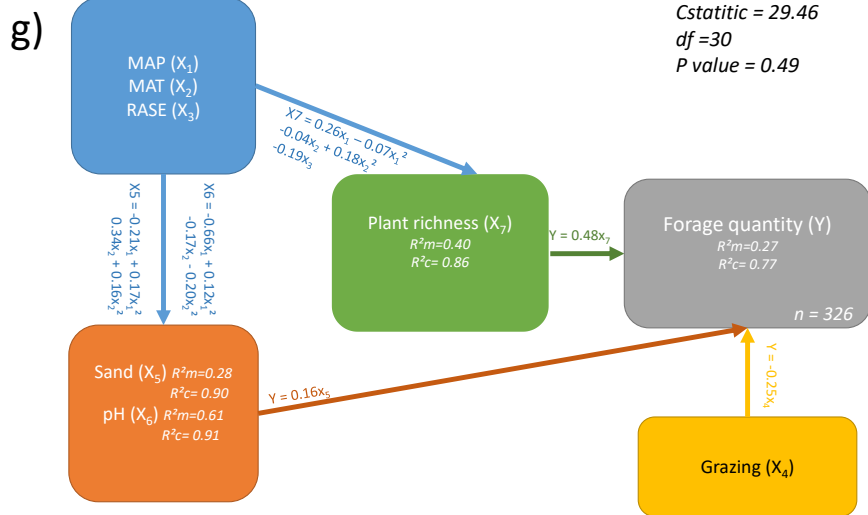 g)
Cstatitic = 29.46
df =30
P value = 0.49
MAP (X₁)
MAT (X₂)
RASE (X₃)
X7 = 0.26x₁ – 0.07x₁²
-0.04x₂ + 0.18x₂²
-0.19x₃
X6 = -0.66x₁ + 0.12x₁²
-0.17x₂ - 0.20x₂²
X5 = -0.21x₁ + 0.17x₁²
0.34x₂ + 0.16x₂²
Plant richness (X₇)
R²m=0.40
R²c= 0.86
Y = 0.48x₇
Forage quantity (Y)
R²m=0.27
R²c= 0.77
n = 326
Sand (X₅) R²m=0.28
R²c= 0.90
pH (X₆) R²m=0.61
R²c= 0.91
Y = 0.16x₅
Y = -0.25x₄
Grazing (X₄)